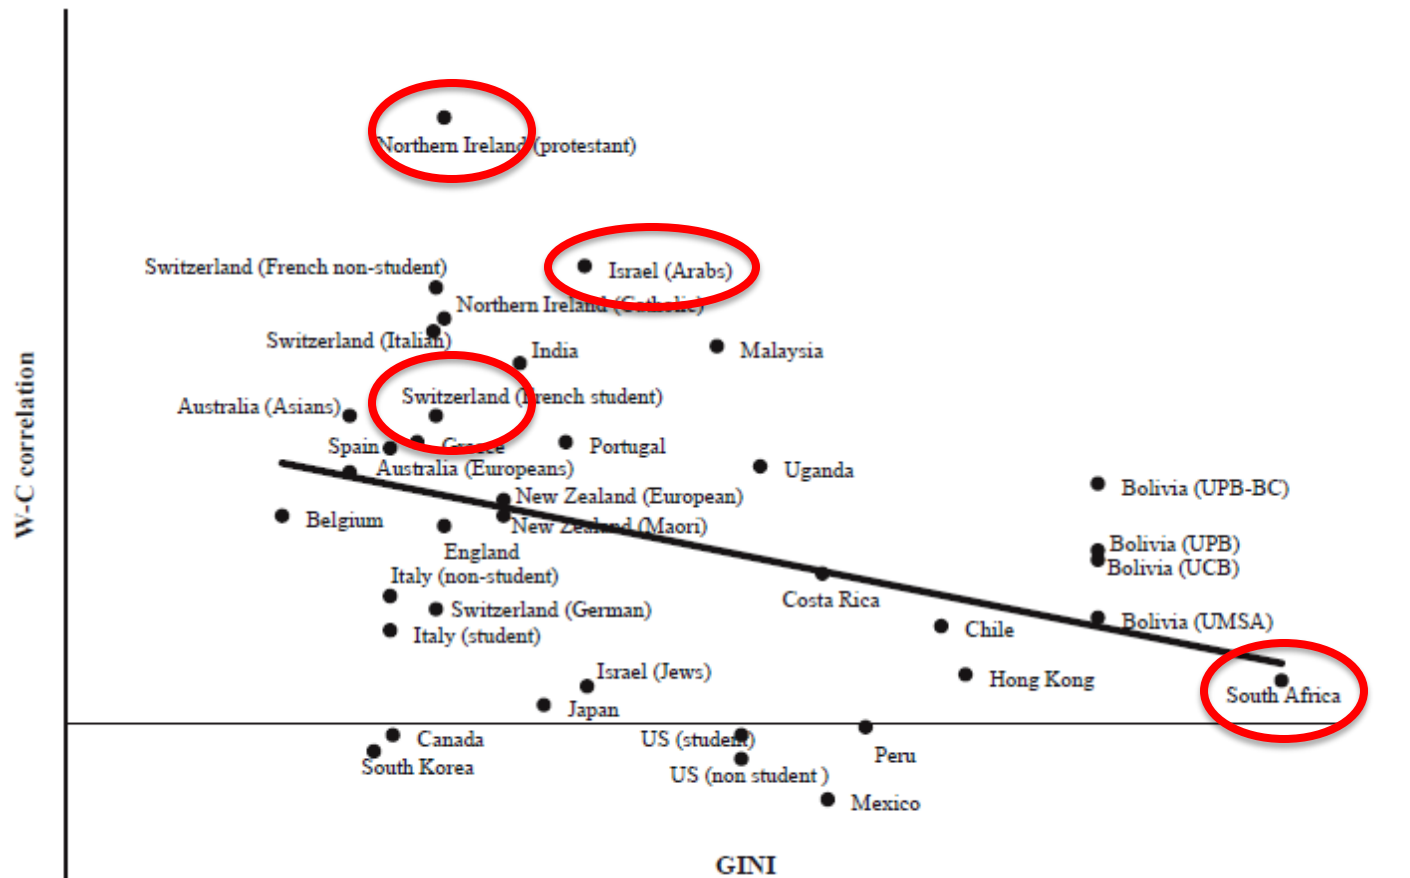 Northern Ireland (protestant)
Switzerland (French non-student)
Israel (Arabs)
Northern Ireland (Catholic)
Switzerland (Italian)
India
Malaysia
Switzerland (French student)
Australia (Asians)
Spain
Greece
Portugal
Australia (Europeans)
Uganda
Bolivia (UPB-BC)
New Zealand (European)
Belgium
New Zealand (Maori)
England
Bolivia (UPB)
Bolivia (UCB)
Italy (non-student)
Costa Rica
Switzerland (German)
Bolivia (UMSA)
Chile
Italy (student)
Israel (Jews)
Hong Kong
South Africa
Japan
Canada
US (student)
Peru
South Korea
US (non student )
Mexico
W-C correlation
GINI